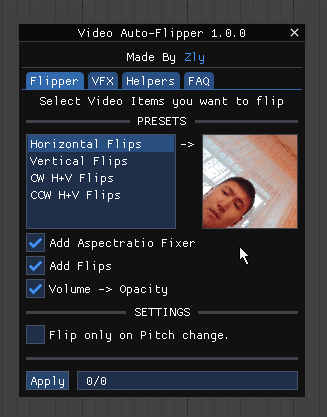 Video Auto-Flipper 1.0.0
Made By Zly
Flipper VFX Helpers FAQ
Select Video Items you want to flip
PRESETS
Horizontal Flips ->
Vertical Flips
CW H+V Flips
CCW H+V Flips
Add Aspectratio Fixer
Add Flips
Volume -> Opacity
SETTINGS
Flip only on Pitch change.
Apply 0/0